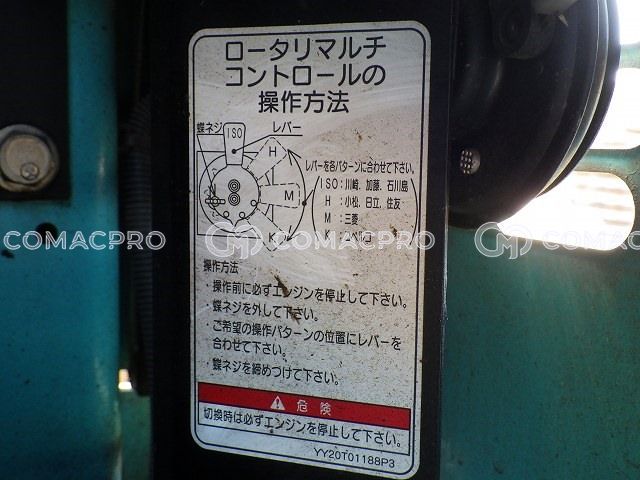 ロータリマルチ
コントロールの
操作方法
蝶ネジ
ISO
レバー
H
M
K
レバーを各パターンに合わせて下さい。
ISO：川崎、加藤、石川島
H：小松、日立、住友
M：三菱
K
COMACPRO
COMACPRO
操作方法
・操作前に必ずエンジンを停止して下さい。
・蝶ネジを外して下さい。
・ご希望の操作パターンの位置にレバーを
合わせて下さい。
・蝶ネジを締めつけて下さい。
危険
切換時は必ずエンジンを停止して下さい。
YY20T01188P3